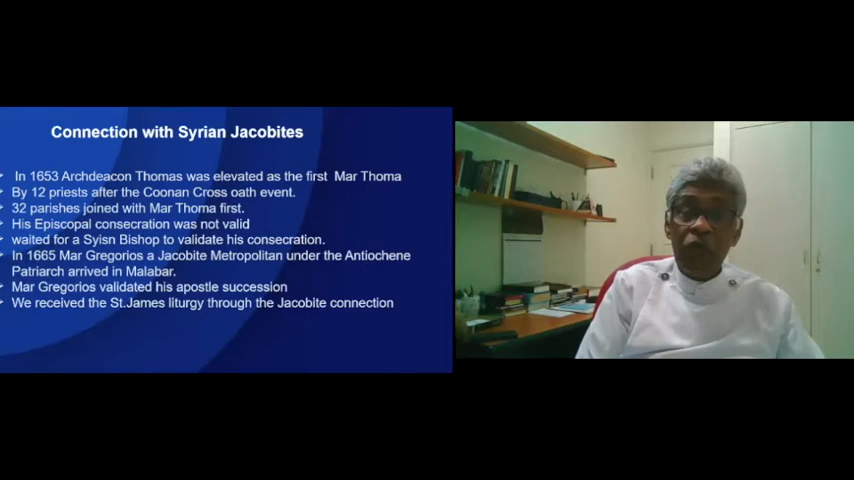 Connection with Syrian Jacobites
In 1653 Archdeacon Thomas was elevated as the first Mar Thoma
By 12 priests after the Coonan Cross oath event.
32 parishes joined with Mar Thoma first.
His Episcopal consecration was not valid
waited for a Syisn Bishop to validate his consecration.
In 1665 Mar Gregorios a Jacobite Metropolitan under the Antiochene
Patriarch arrived in Malabar.
Mar Gregorios validated his apostle succession
We received the St.James liturgy through the Jacobite connection